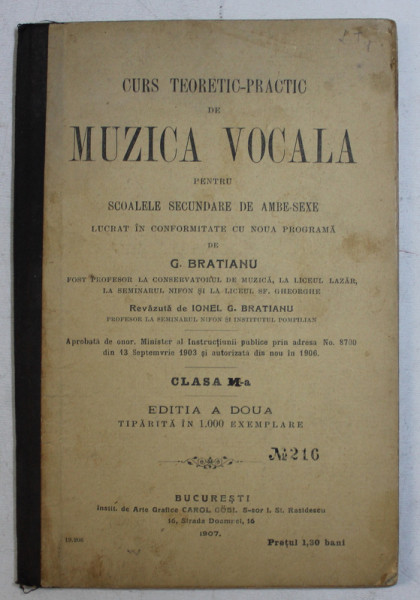 CURS TEORETIC-PRACTIC
DE
MUZICA VOCALA
PENTRU
SCOALELE SECUNDARE DE AMBE-SEXE
LUCRAT ÎN CONFORMITATE CU NOUA PROGRAMĂ
DE
G. BRATIANU
FOST PROFESOR LA CONSERVATORUL DE MUZICĂ, LA LICEUL LAZĂR,
LA SEMINARUL NIFON ȘI LA LICEUL SF. GHEORGHE
Revăzută de IONEL G. BRATIANU
PROFESOR LA SEMINARUL NIFON ȘI INSTITUTUL POMPILIAN
Aprobată de onor. Minister al Instrucțiunii publice prin adresa No.
din 13 Septemvrie 1903 și autorizată din nou în 1906.
CLASA -a
EDITIA A DOUA
TIPĂRITĂ ÎN 1.000 EXEMPLARE
№216
BUCUREȘTI
Instit. de Arte Grafice CAROL GÖBL S-sor I. St. Rasidescu
16, Strada Doamnei, 16
1907.
Prețul 1,30 bani